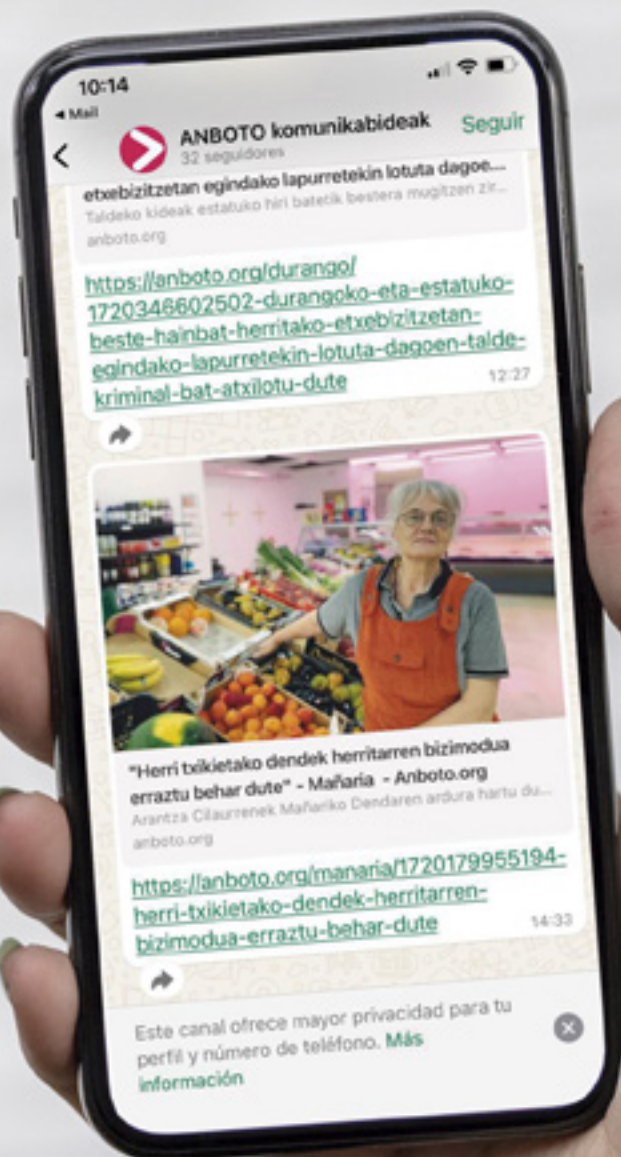 10:14
Mail
ANBOTO komunikabideak
Seguir
32 seguidores
etxebizitzetan egindako lapurretekin lotuta dagoe...
Taldeko kideak estatuko hiri batetik bestera mugitzen zir...
anboto.org
https://anboto.org/durango/
1720346602502-durangoko-eta-estatuko-
beste-hainbat-herritako-etxebizitzetan-
egindako-lapurretekin-lotuta-dagoen-talde-
kriminal-bat-atxilotu-dute
12:27
"Herri txikietako dendek herritarren bizimodua
erraztu behar dute" - Mañaria - Anboto.org
Arantza Cilaurrenek Mañariko Dendaren ardura hartu du...
anboto.org
https://anboto.org/manaria/1720179955194-
herri-txikietako-dendek-herritarren-
bizimodua-erraztu-behar-dute
14:33
Este canal ofrece mayor privacidad para tu
perfil y número de teléfono. Más
información